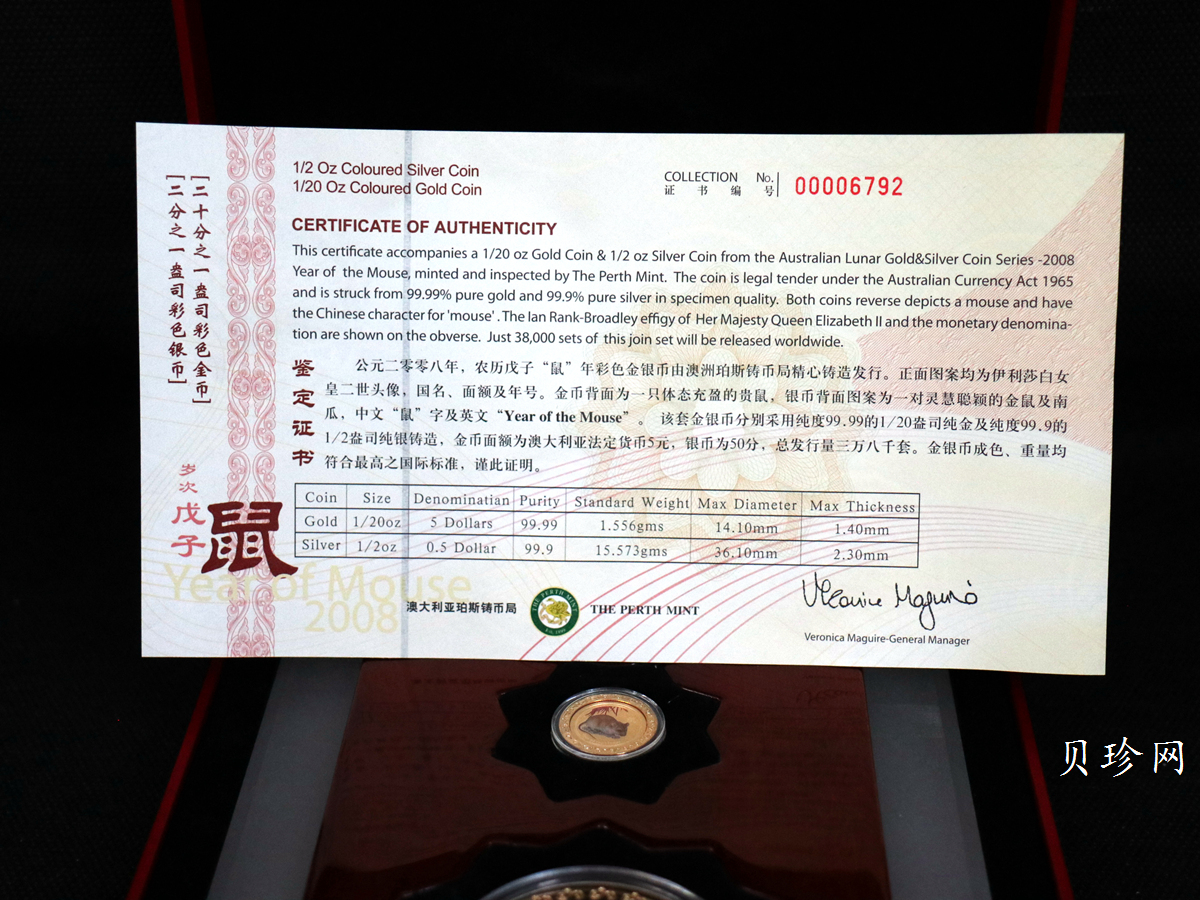 [二十分之一盎司彩色金币]
[二分之一盎司彩色银币]
岁次
戊子
鼠
1/2 Oz Coloured Silver Coin
1/20 Oz Coloured Gold Coin
COLLECTION No.
证书编号
00006792
CERTIFICATE OF AUTHENTICITY
This certificate accompanies a 1/20 oz Gold Coin & 1/2 oz Silver Coin from the Australian Lunar Gold&Silver Coin Series -2008
Year of the Mouse, minted and inspected by The Perth Mint. The coin is legal tender under the Australian Currency Act 1965
and is struck from 99.99% pure gold and 99.9% pure silver in specimen quality. Both coins reverse depicts a mouse and have
the Chinese character for 'mouse' . The Ian Rank-Broadley effigy of Her Majesty Queen Elizabeth II and the monetary denomina-
tion are shown on the obverse. Just 38,000 sets of this join set will be released worldwide.
鉴定证书
公元二零零八年，农历戊子“鼠”年彩色金银币由澳洲珀斯铸币局精心铸造发行。正面图案均为伊利莎白女
皇二世头像，国名、面额及年号。金币背面为一只体态充盈的贵鼠，银币背面图案为一对灵慧聪颖的金鼠及南
瓜，中文“鼠”字及英文“Year of the Mouse”。 该套金银币分别采用纯度99.99的1/20盎司纯金及纯度99.9的
1/2盎司纯银铸造，金币面额为澳大利亚法定货币5元，银币为50分，总发行量三万八千套。金银币成色、重量均
符合最高之国际标准，谨此证明。
Coin Size Denominatian Purity Standard Weight Max Diameter Max Thickness
Gold 1/20oz 5 Dollars 99.99 1.556gms 14.10mm 1.40mm
Silver 1/2oz 0.5 Dollar 99.9 15.573gms 36.10mm 2.30mm
Year of Mouse
2008
澳大利亚珀斯铸币局
THE PERTH MINT
THE PERTH MINT
Veronica Maguire-General Manager
贝珍网